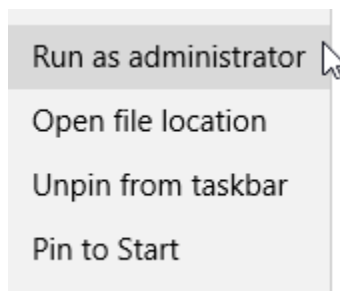 Run as administrator
Open file location
Unpin from taskbar
Pin to Start